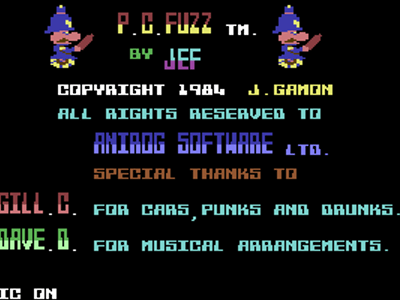 P.C.FUZZ TM.
BY JEF
COPYRIGHT 1984 J.GAMON
ALL RIGHTS RESERVED TO
ANIROG SOFTWARE LTD.
SPECIAL THANKS TO
GILL.C. FOR CARS,PUNKS AND DRUNKS.
DAVE.D. FOR MUSICAL ARRANGEMENTS.
IC ON